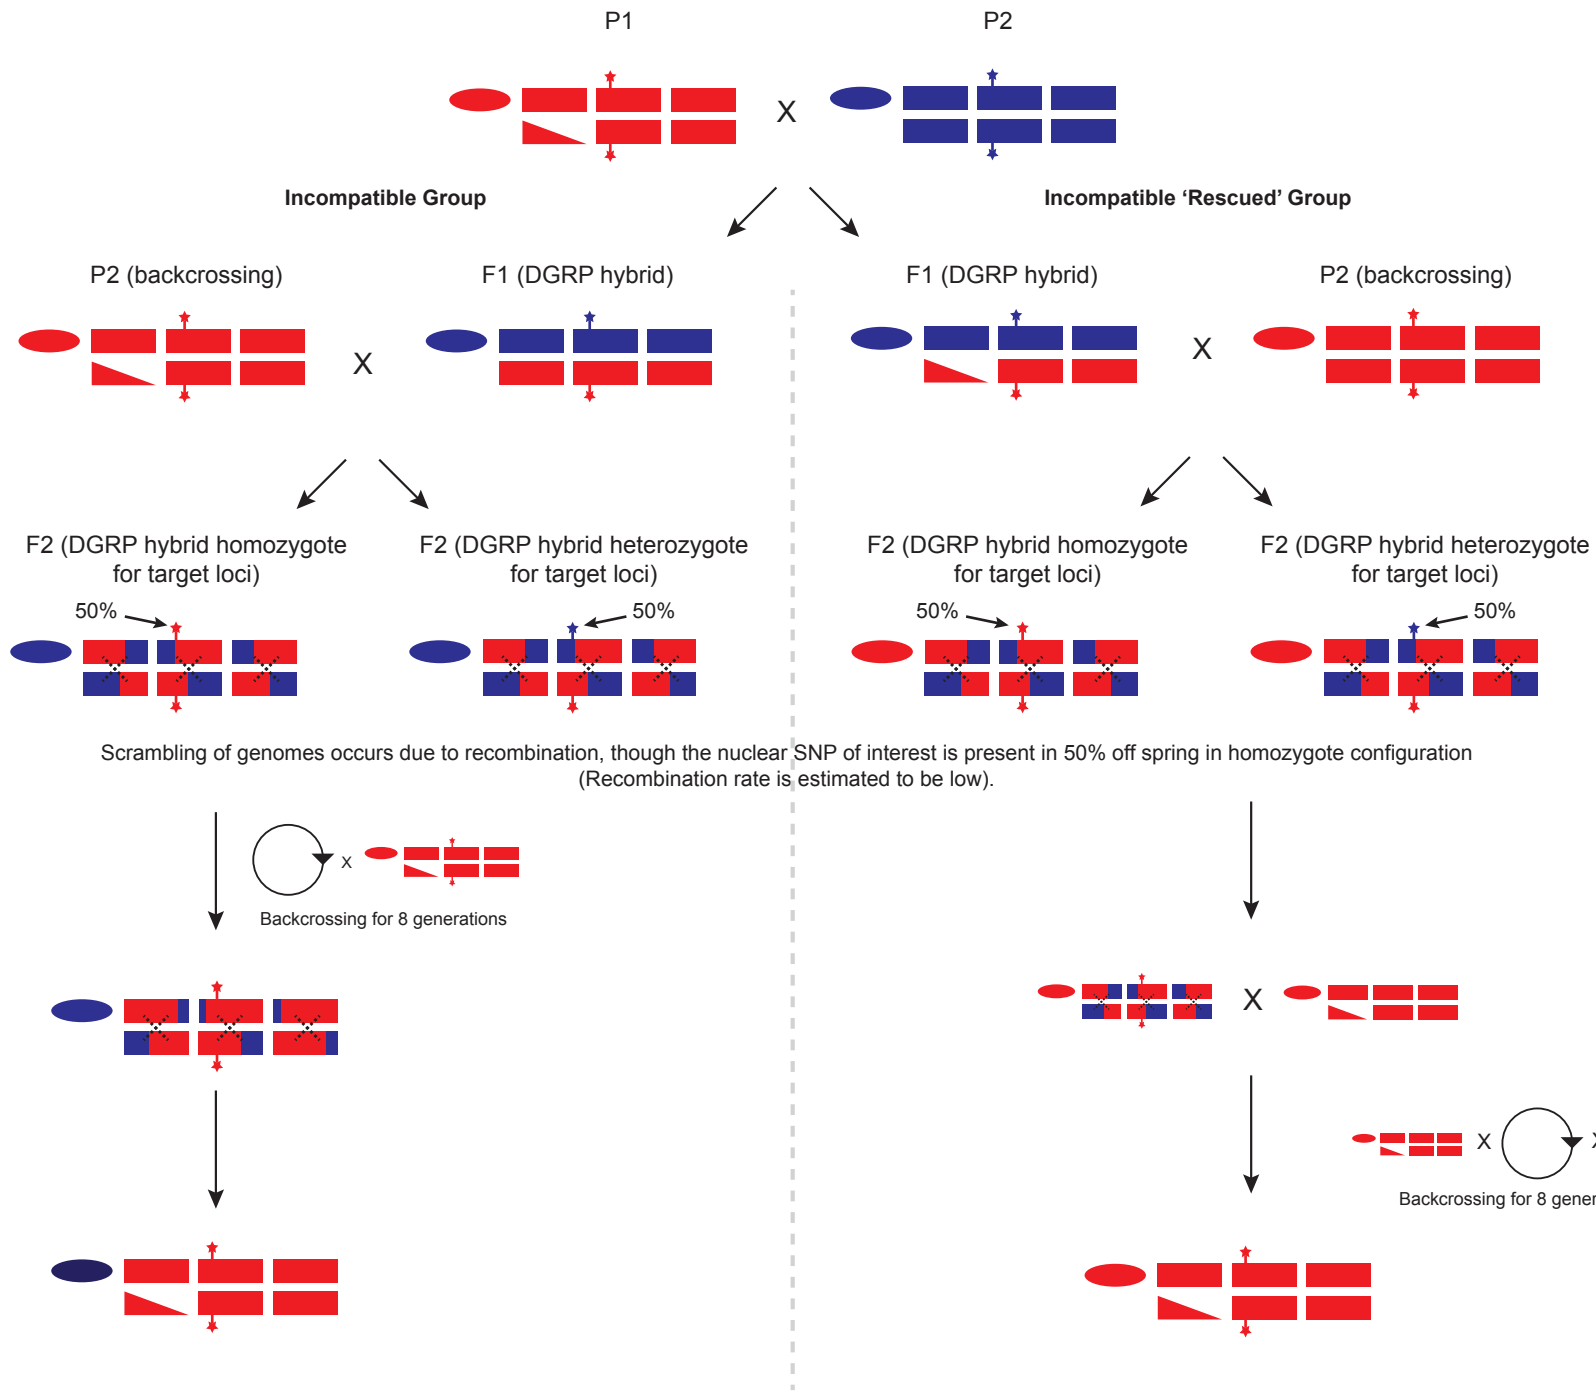 P1
P2
X
Incompatible Group
Incompatible ‘Rescued’ Group
P2 (backcrossing)
F1 (DGRP hybrid)
F1 (DGRP hybrid)
P2 (backcrossing)
X
X
F2 (DGRP hybrid homozygote
for target loci)
F2 (DGRP hybrid heterozygote
for target loci)
F2 (DGRP hybrid homozygote
for target loci)
F2 (DGRP hybrid heterozygote
for target loci)
50%
50%
50%
50%
Scrambling of genomes occurs due to recombination, though the nuclear SNP of interest is present in 50% off spring in homozygote configuration
(Recombination rate is estimated to be low).
X
Backcrossing for 8 generations
X
X
X
Backcrossing for 8 gener